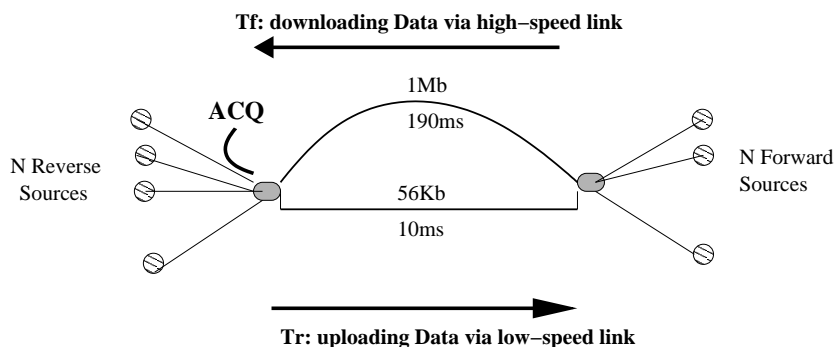 Tf: downloading Data via high−speed link
1Mb
190ms
ACQ
N Reverse
Sources
N Forward
Sources
56Kb
10ms
Tr: uploading Data via low−speed link